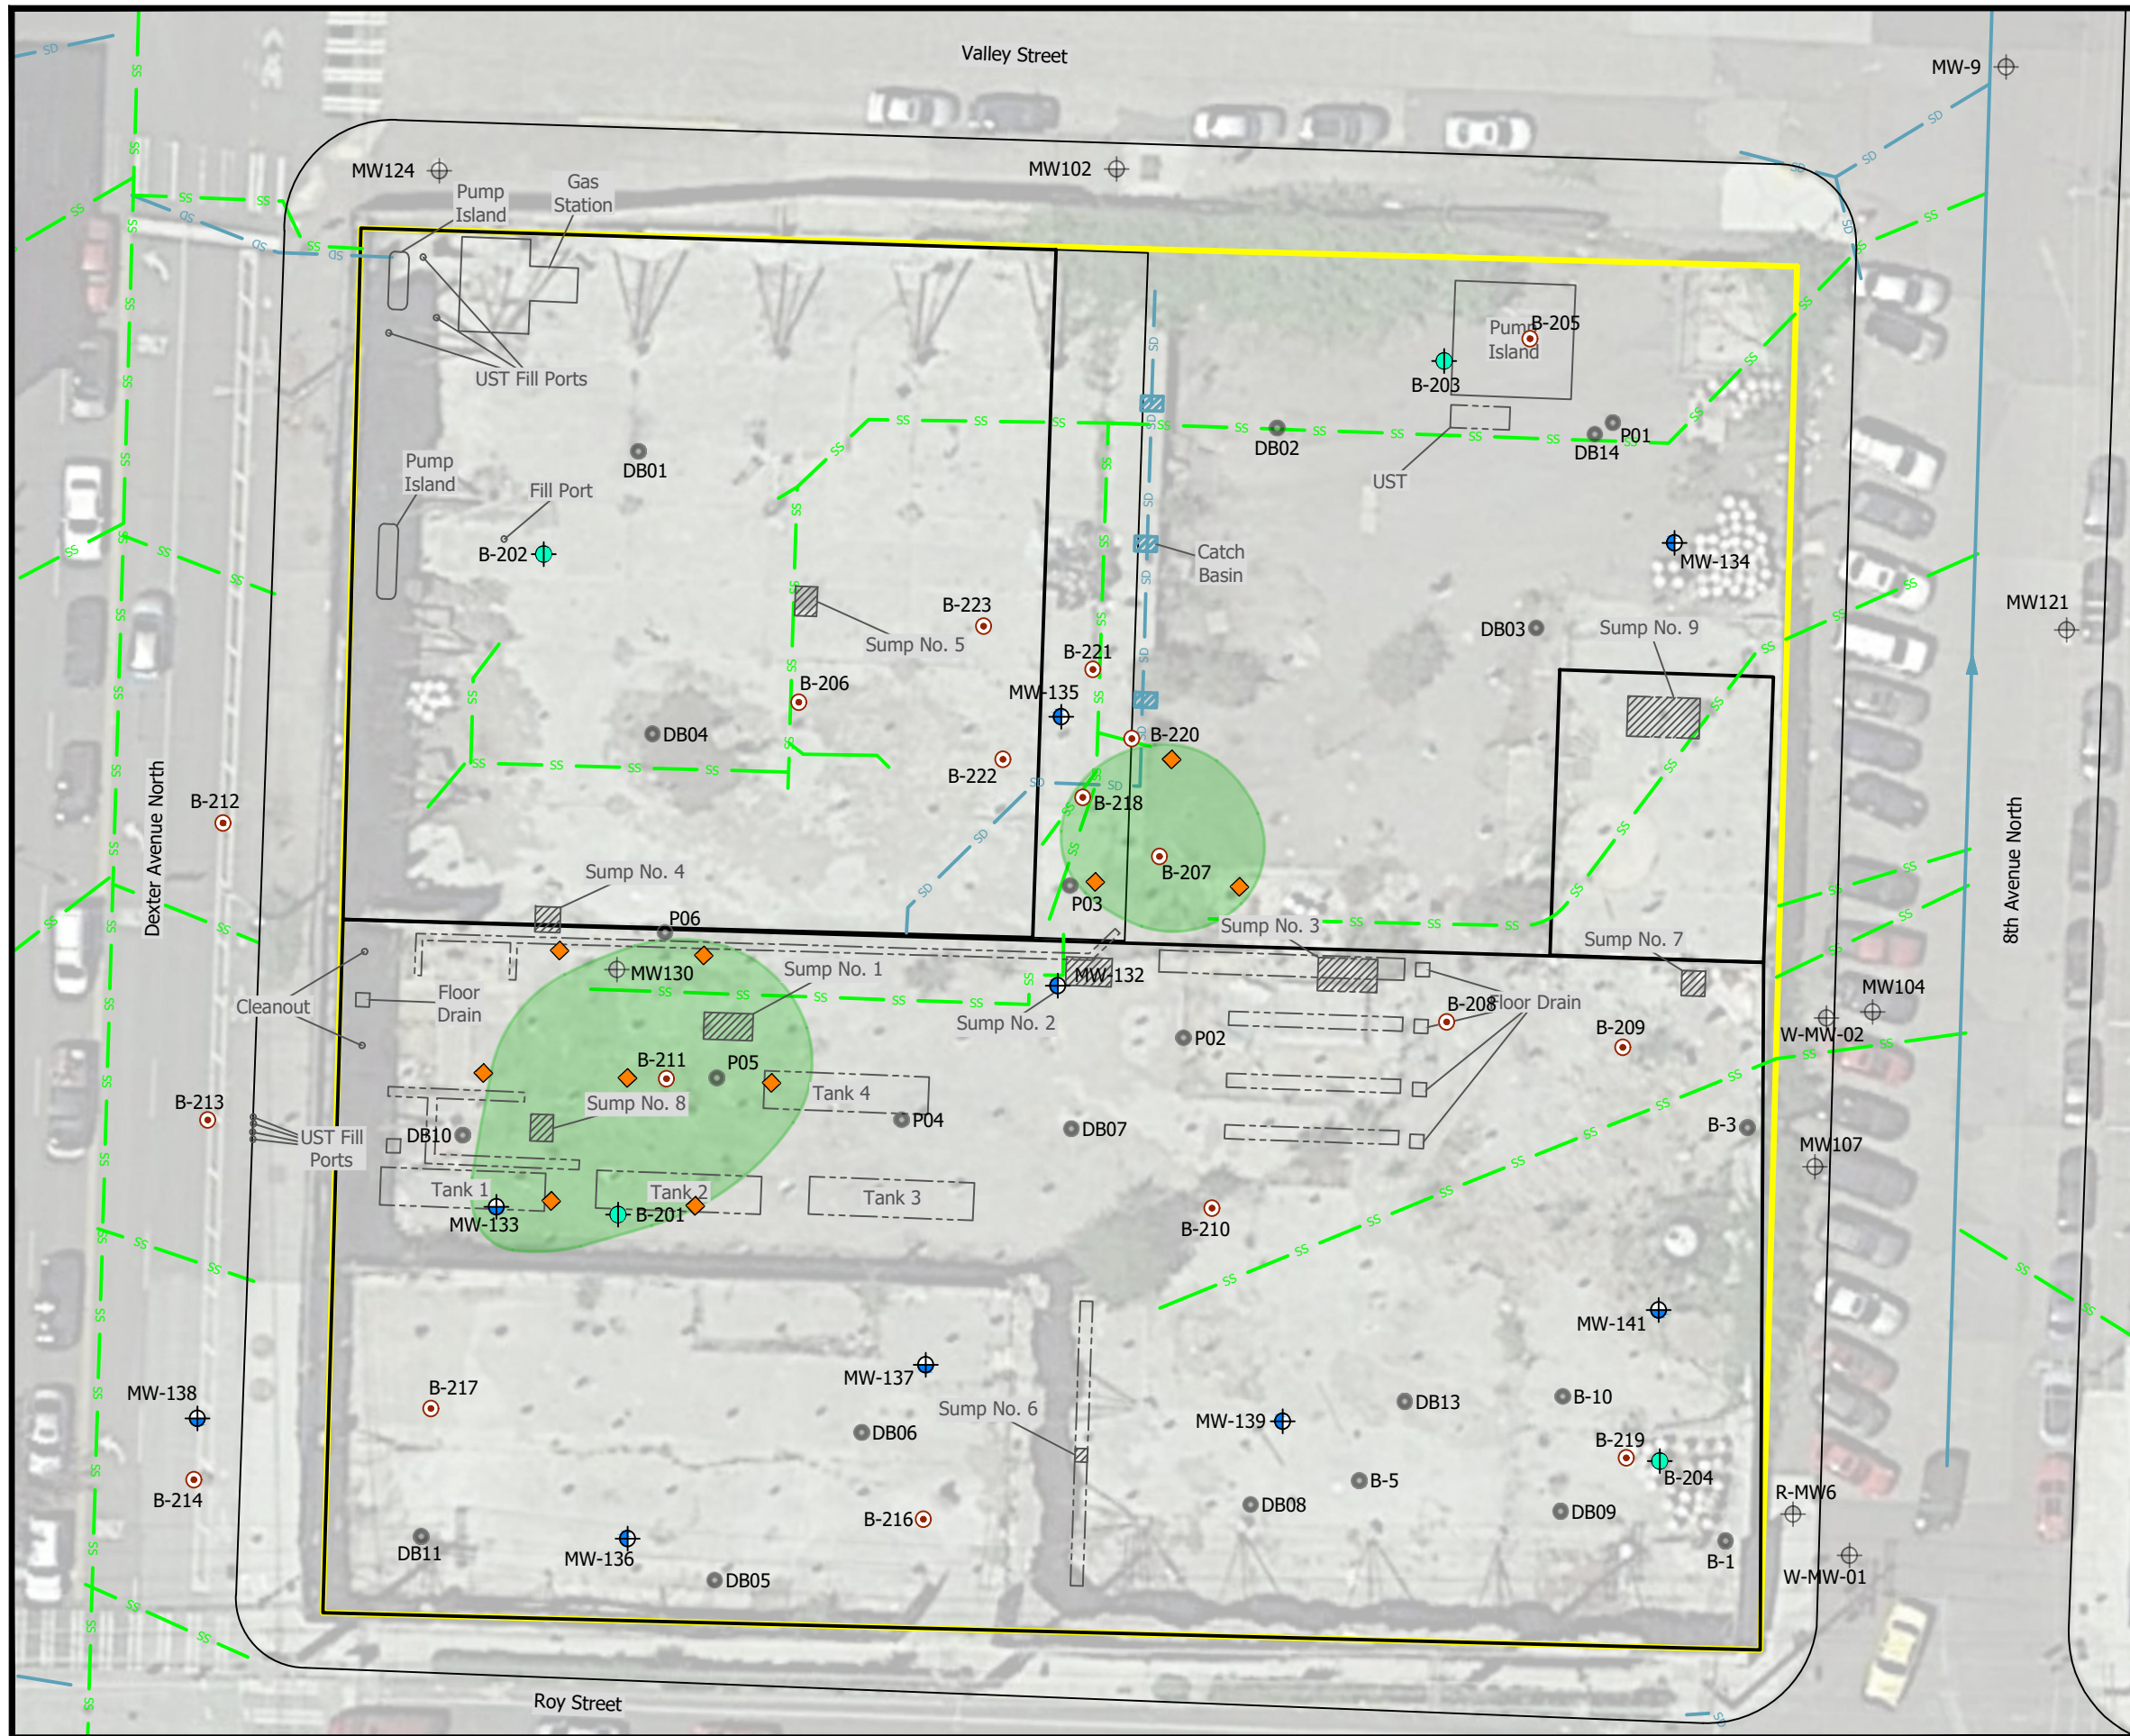 Valley Street
MW-9
MW124
MW102
Pump
Island
Gas
Station
UST Fill Ports
Pump
Island
B-205
B-203
DB01
DB02
P01
DB14
UST
Pump
Island
Fill Port
B-202
Catch
Basin
MW-134
MW121
B-223
Sump No. 5
DB03
Sump No. 9
B-221
B-206
MW-135
DB04
B-220
B-222
B-212
B-218
Dexter Avenue North
8th Avenue North
B-207
Sump No. 4
P03
P06
Sump No. 3
Sump No. 7
MW130
Sump No. 1
MW-132
Cleanout
Floor
Drain
Sump No. 2
B-208
Floor Drain
MW104
W-MW-02
B-209
P02
B-211
P05
Tank 4
B-213
Sump No. 8
P04
DB07
B-3
DB10
UST Fill
Ports
MW107
Tank 1
Tank 2
Tank 3
MW-133
B-201
B-210
MW-141
MW-137
MW-138
B-217
Sump No. 6
MW-139
DB13
B-10
DB06
B-219
B-204
B-214
B-5
R-MW6
B-216
DB08
DB09
DB11
MW-136
B-1
W-MW-01
DB05
Roy Street
SD
SS